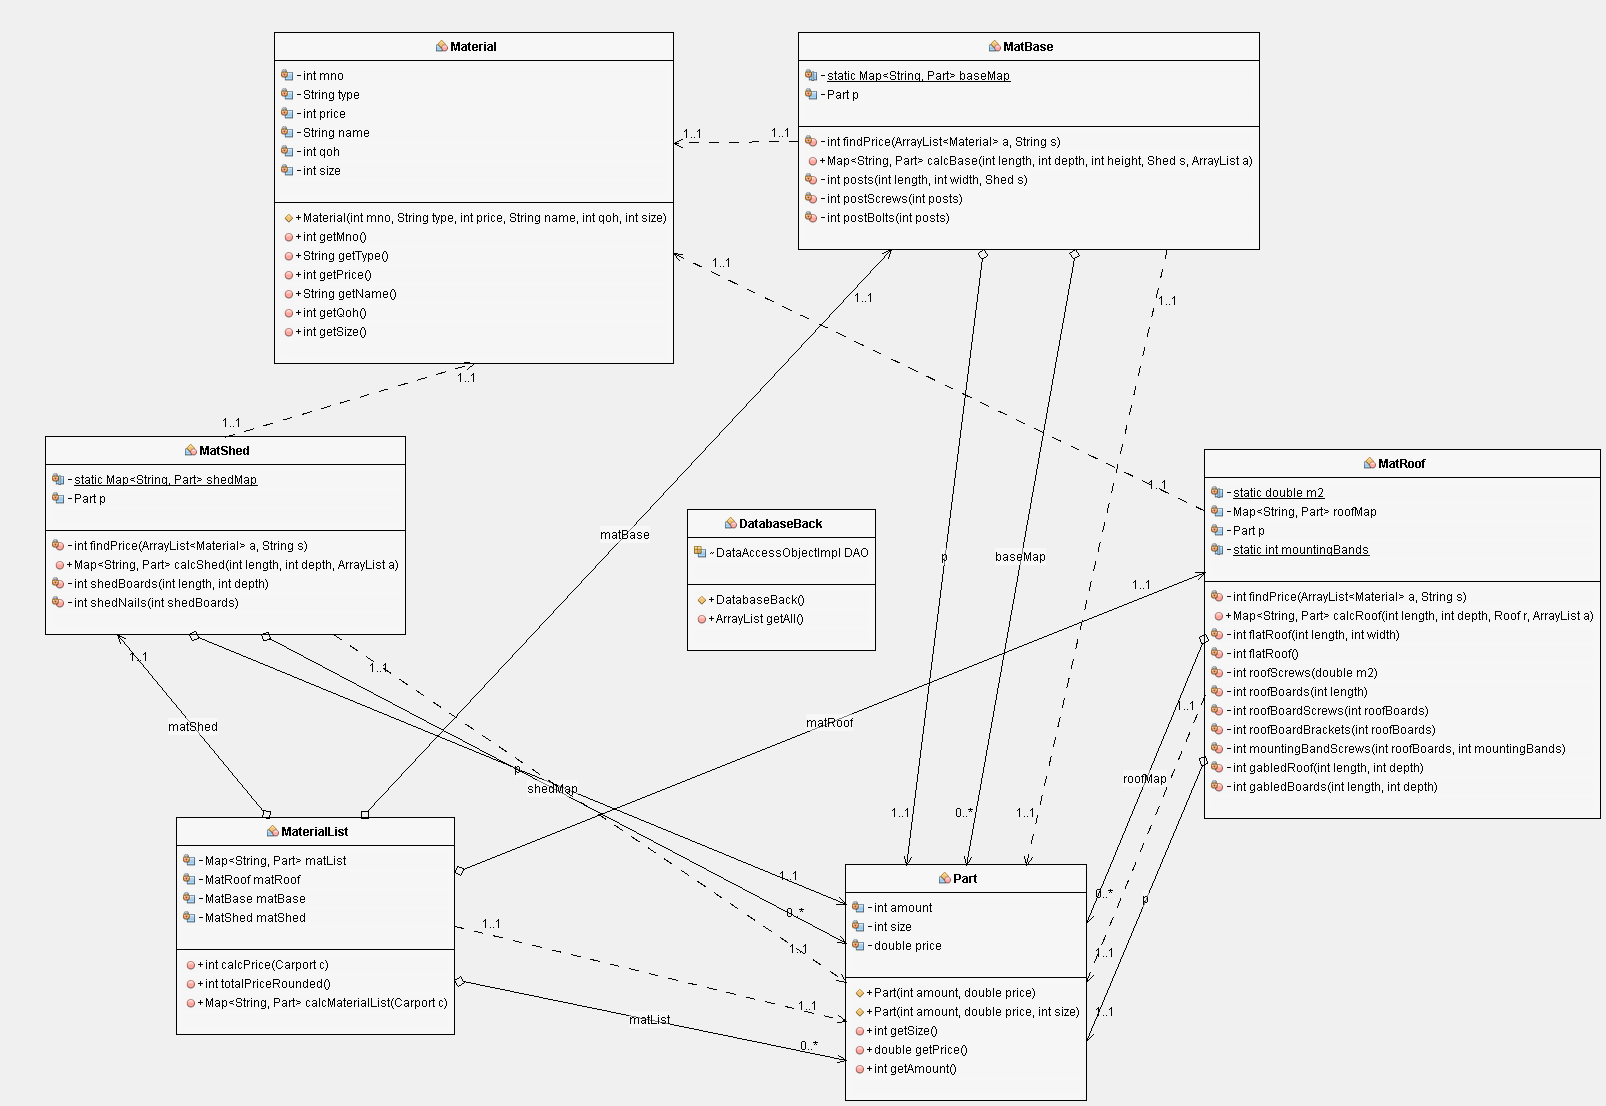 Material
-int mno
-String type
-int price
-String name
-int qoh
-int size
+Material(int mno, String type, int price, String name, int qoh, int size)
+int getMno()
+String getType()
+int getPrice()
+String getName()
+int getQoh()
+int getSize()
MatBase
-static Map<String, Part> baseMap
-Part p
-int findPrice(ArrayList<Material> a, String s)
+Map<String, Part> calcBase(int length, int depth, int height, Shed s, ArrayList a)
-int posts(int length, int width, Shed s)
-int postScrews(int posts)
-int postBolts(int posts)
1..1
1..1
1..1
1..1
1..1
1..1
1..1
MatShed
-static Map<String, Part> shedMap
-Part p
-int findPrice(ArrayList<Material> a, String s)
+Map<String, Part> calcShed(int length, int depth, ArrayList a)
-int shedBoards(int length, int depth)
-int shedNails(int shedBoards)
MatRoof
-static double m2
-Map<String, Part> roofMap
-Part p
-static int mountingBands
-int findPrice(ArrayList<Material> a, String s)
+Map<String, Part> calcRoof(int length, int depth, Roof r, ArrayList a)
-int flatRoof(int length, int width)
-int flatRoof()
-int roofScrews(double m2)
-int roofBoards(int length)
-int roofBoardScrews(int roofBoards)
-int roofBoardBrackets(int roofBoards)
-int mountingBandScrews(int roofBoards, int mountingBands)
-int gabledRoof(int length, int depth)
-int gabledBoards(int length, int depth)
1..1
matBase
DatabaseBack
~DataAccessObjectImpl DAO
+DatabaseBack()
+ArrayList getAll()
p
baseMap
1..1
1..1
1..1
1..1
matShed
matRoof
p
shedMap
roofMap
1..1
0..*
1..1
MaterialList
-Map<String, Part> matList
-MatRoof matRoof
-MatBase matBase
-MatShed matShed
+int calcPrice(Carport c)
+int totalPriceRounded()
+Map<String, Part> calcMaterialList(Carport c)
1..1
0..*
1..1
1..1
1..1
matList
0..*
Part
-int amount
-int size
-double price
+Part(int amount, double price)
+Part(int amount, double price, int size)
+int getSize()
+double getPrice()
+int getAmount()
0..*
p
1..1
1..1